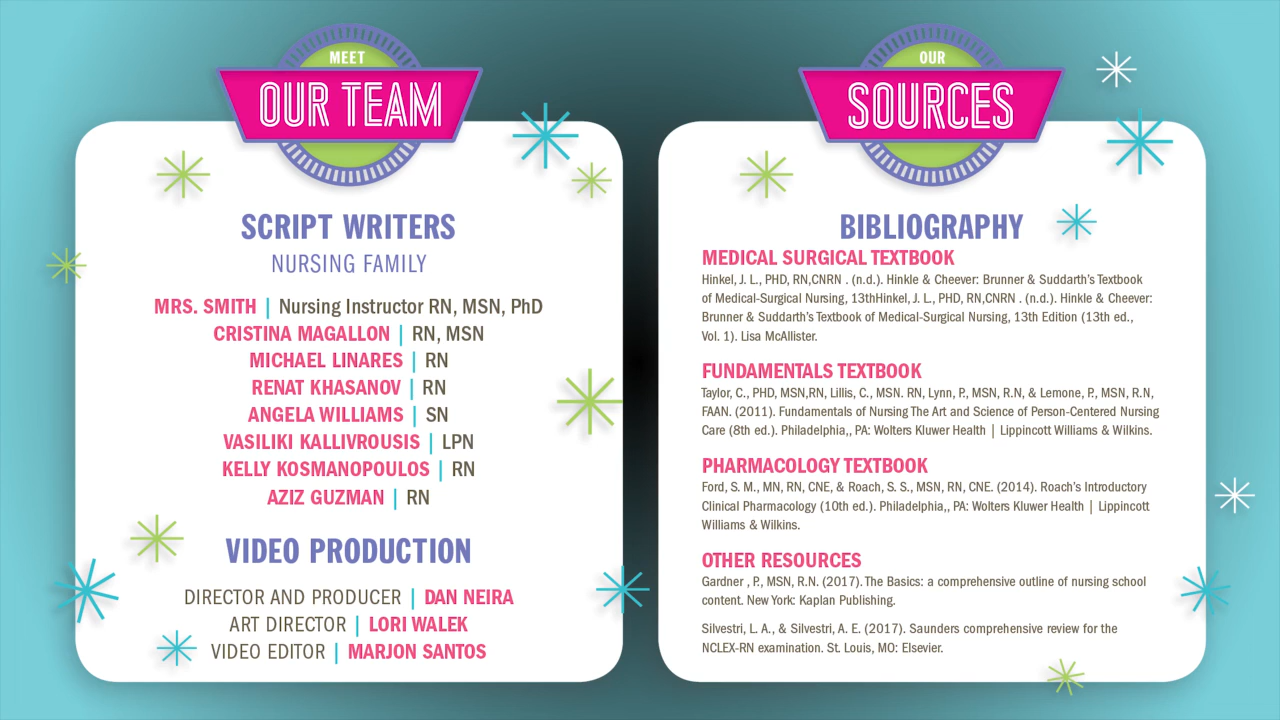 MEET
OUR TEAM
SCRIPT WRITERS
NURSING FAMILY
MRS. SMITH | Nursing Instructor RN, MSN, PhD
CRISTINA MAGALLON | RN, MSN
MICHAEL LINARES | RN
RENAT KHASANOV | RN
ANGELA WILLIAMS | SN
VASILIKI KALLIVROUSIS | LPN
KELLY KOSMANOPOULOS | RN
AZIZ GUZMAN | RN
VIDEO PRODUCTION
DIRECTOR AND PRODUCER | DAN NEIRA
ART DIRECTOR | LORI WALEK
VIDEO EDITOR | MARJON SANTOS
OUR
SOURCES
BIBLIOGRAPHY
MEDICAL SURGICAL TEXTBOOK
Hinkel, J. L., PHD, RN,CNRN . (n.d.). Hinkle & Cheever: Brunner & Suddarth's Textbook
of Medical-Surgical Nursing, 13thHinkel, J. L., PHD, RN,CNRN . (n.d.). Hinkle & Cheever:
Brunner & Suddarth's Textbook of Medical-Surgical Nursing, 13th Edition (13th ed.,
Vol. 1). Lisa McAllister.
FUNDAMENTALS TEXTBOOK
Taylor, C., PHD, MSN,RN, Lillis, C., MSN. RN, Lynn, P., MSN, R.N, & Lemone, P., MSN, R.N,
FAAN. (2011). Fundamentals of Nursing The Art and Science of Person-Centered Nursing
Care (8th ed.). Philadelphia,, PA: Wolters Kluwer Health | Lippincott Williams & Wilkins.
PHARMACOLOGY TEXTBOOK
Ford, S. M., MN, RN, CNE, & Roach, S. S., MSN, RN, CNE. (2014). Roach's Introductory
Clinical Pharmacology (10th ed.). Philadelphia,, PA: Wolters Kluwer Health | Lippincott
Williams & Wilkins.
OTHER RESOURCES
Gardner , P., MSN, R.N. (2017). The Basics: a comprehensive outline of nursing school
content. New York: Kaplan Publishing.
Silvestri, L. A., & Silvestri, A. E. (2017). Saunders comprehensive review for the
NCLEX-RN examination. St. Louis, MO: Elsevier.